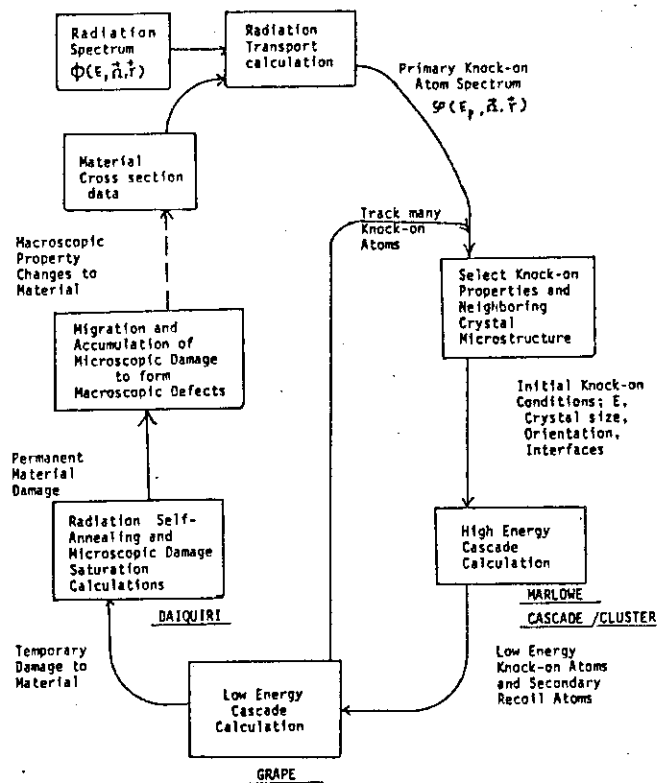 Radiation
Spectrum
Φ(E,Ω⃗,r⃗)
Radiation
Transport
calculation
Primary Knock-on
Atom Spectrum
φ(Eₚ,Ω⃗,r⃗)
Material
Cross section
data
Track many
Knock-on
Atoms
Macroscopic
Property
Changes to
Material
Select Knock-on
Properties and
Neighboring
Crystal
Microstructure
Migration and
Accumulation of
Microscopic Damage
to form
Macroscopic Defects
Initial Knock-on
Conditions; E,
Crystal size,
Orientation,
Interfaces
Permanent
Material
Damage
Radiation Self-
Annealing and
Microscopic Damage
Saturation
Calculations
DAIQUIRI
High Energy
Cascade
Calculation
MARLOWE
CASCADE/CLUSTER
Temporary
Damage to
Material
Low Energy
Knock-on Atoms
and Secondary
Recoil Atoms
Low Energy
Cascade
Calculation
GRAPE